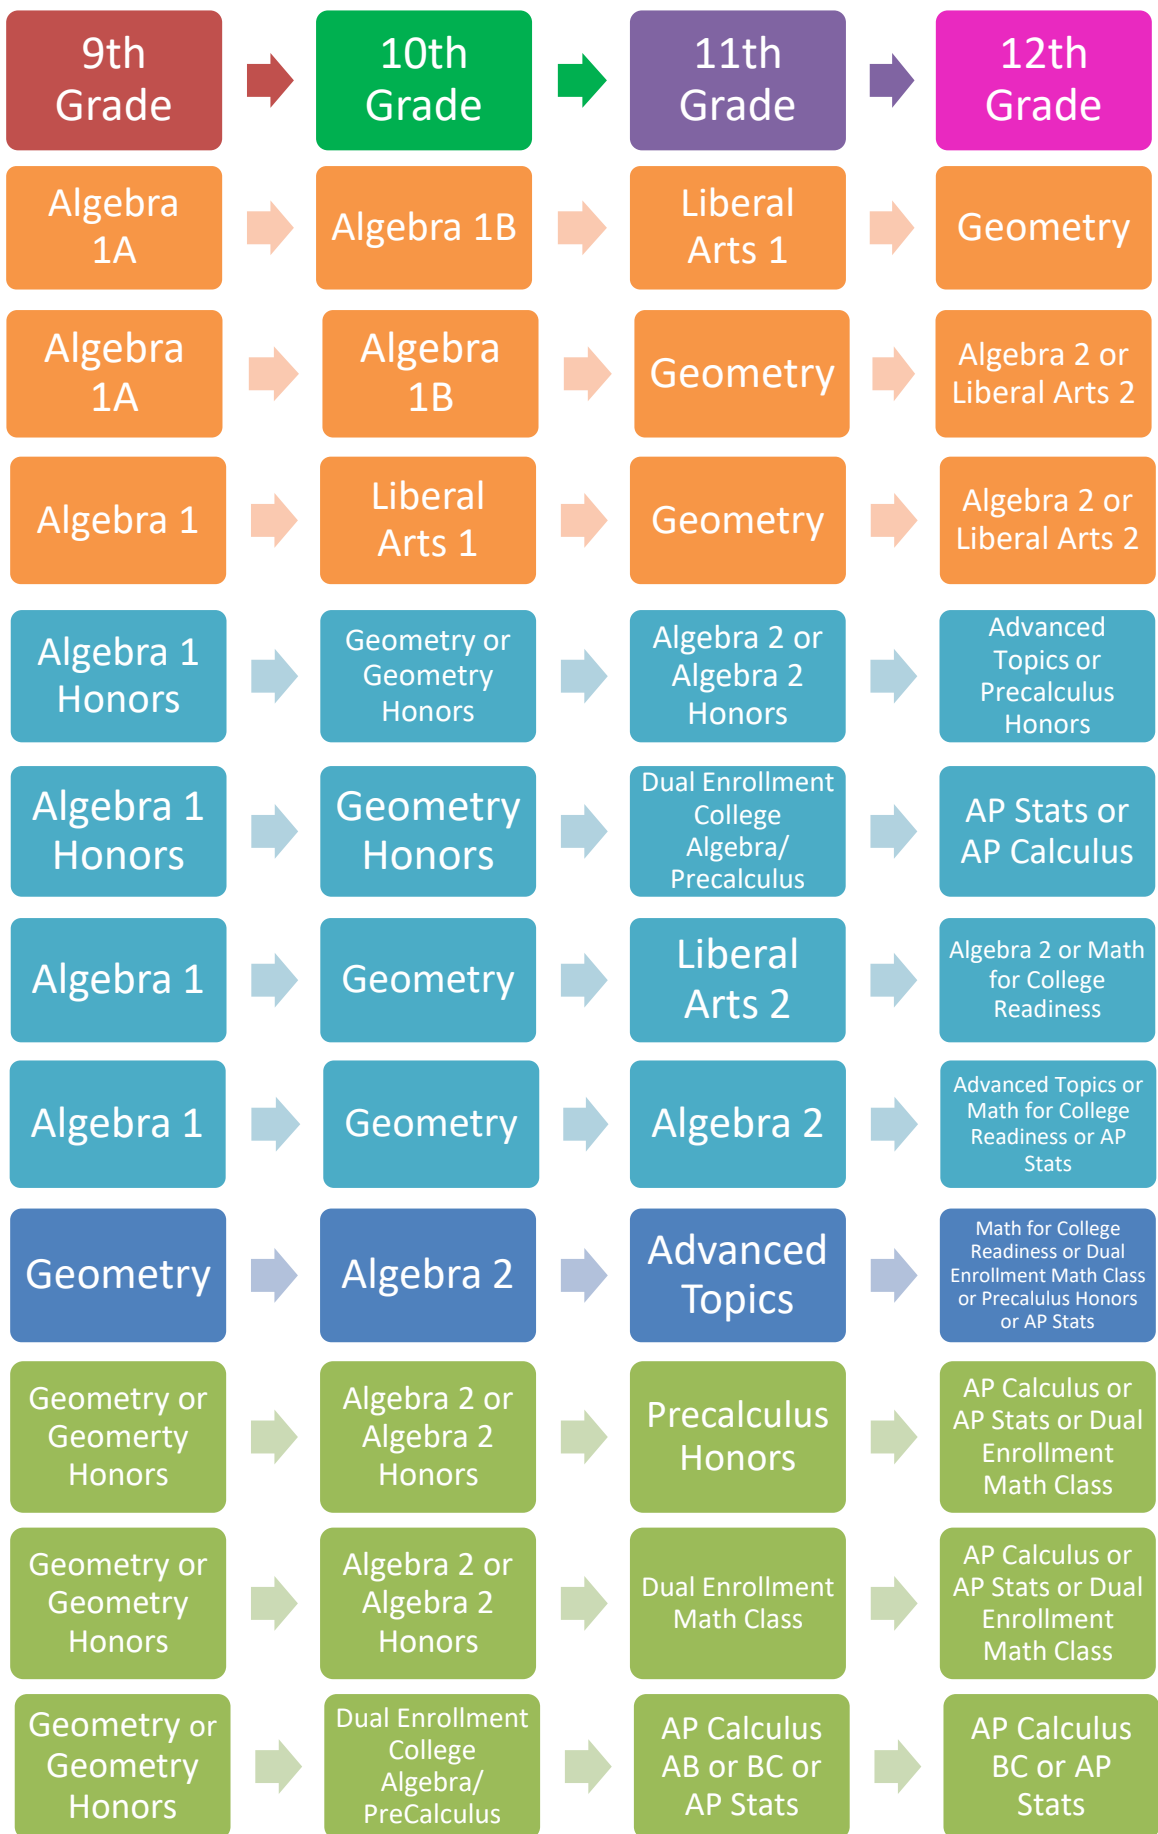 9th
Grade
10th
Grade
11th
Grade
12th
Grade
Algebra
1A
Algebra 1B
Liberal
Arts 1
Geometry
Algebra
1A
Algebra
1B
Geometry
Algebra 2 or
Liberal Arts 2
Algebra 1
Liberal
Arts 1
Geometry
Algebra 2 or
Liberal Arts 2
Algebra 1
Honors
Geometry or
Geometry
Honors
Algebra 2 or
Algebra 2
Honors
Advanced
Topics or
Precalculus
Honors
Algebra 1
Honors
Geometry
Honors
Dual Enrollment
College
Algebra/
Precalculus
AP Stats or
AP Calculus
Algebra 1
Geometry
Liberal
Arts 2
Algebra 2 or Math
for College
Readiness
Algebra 1
Geometry
Algebra 2
Advanced Topics or
Math for College
Readiness or AP
Stats
Geometry
Algebra 2
Advanced
Topics
Math for College
Readiness or Dual
Enrollment Math Class
or Precalulus Honors
or AP Stats
Geometry or
Geomerty
Honors
Algebra 2 or
Algebra 2
Honors
Precalculus
Honors
AP Calculus or
AP Stats or Dual
Enrollment
Math Class
Geometry or
Geometry
Honors
Algebra 2 or
Algebra 2
Honors
Dual Enrollment
Math Class
AP Calculus or
AP Stats or Dual
Enrollment
Math Class
Geometry or
Geometry
Honors
Dual Enrollment
College
Algebra/
PreCalculus
AP Calculus
AB or BC or
AP Stats
AP Calculus
BC or AP
Stats